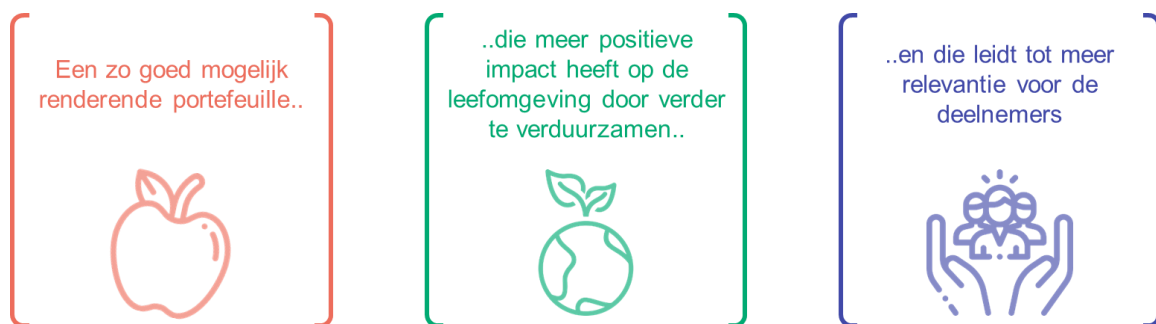 Een zo goed mogelijk
renderende portefeuille..
..die meer positieve
impact heeft op de
leefomgeving door verder
te verduurzamen..
..en die leidt tot meer
relevantie voor de
deelnemers